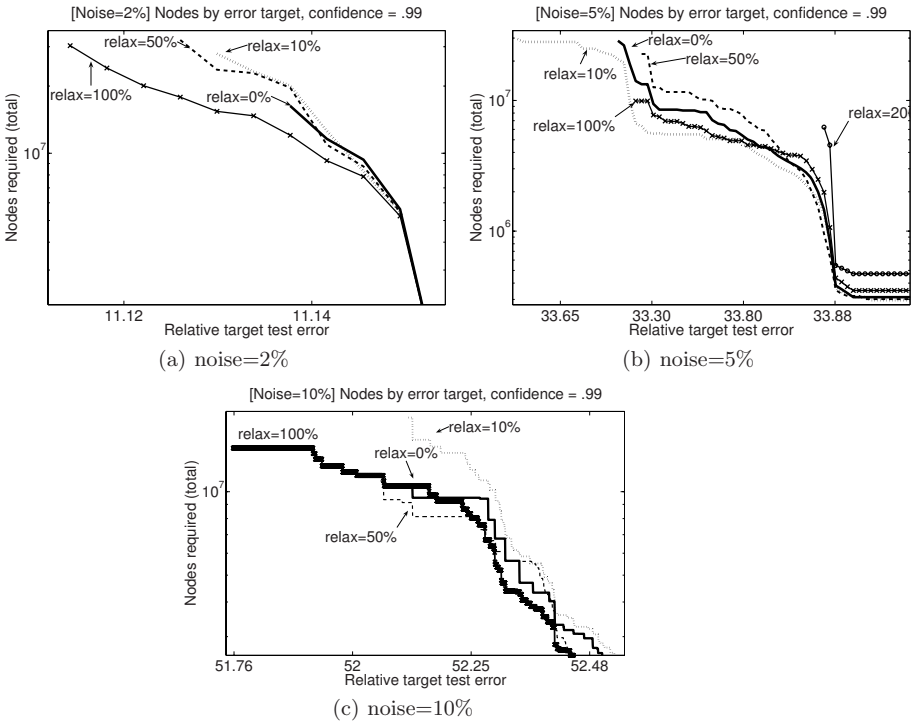 [Noise=2%] Nodes by error target, confidence = .99
relax=50%
relax=10%
relax=100%
relax=0%
10^7
Nodes required (total)
11.12
11.14
Relative target test error
(a) noise=2%
[Noise=5%] Nodes by error target, confidence = .99
relax=0%
relax=50%
relax=10%
relax=100%
relax=20
10^7
10^6
Nodes required (total)
33.65
33.30
33.80
33.88
Relative target test error
(b) noise=5%
[Noise=10%] Nodes by error target, confidence = .99
relax=100%
relax=10%
relax=0%
relax=50%
10^7
Nodes required (total)
51.76
52
52.25
52.48
Relative target test error
(c) noise=10%